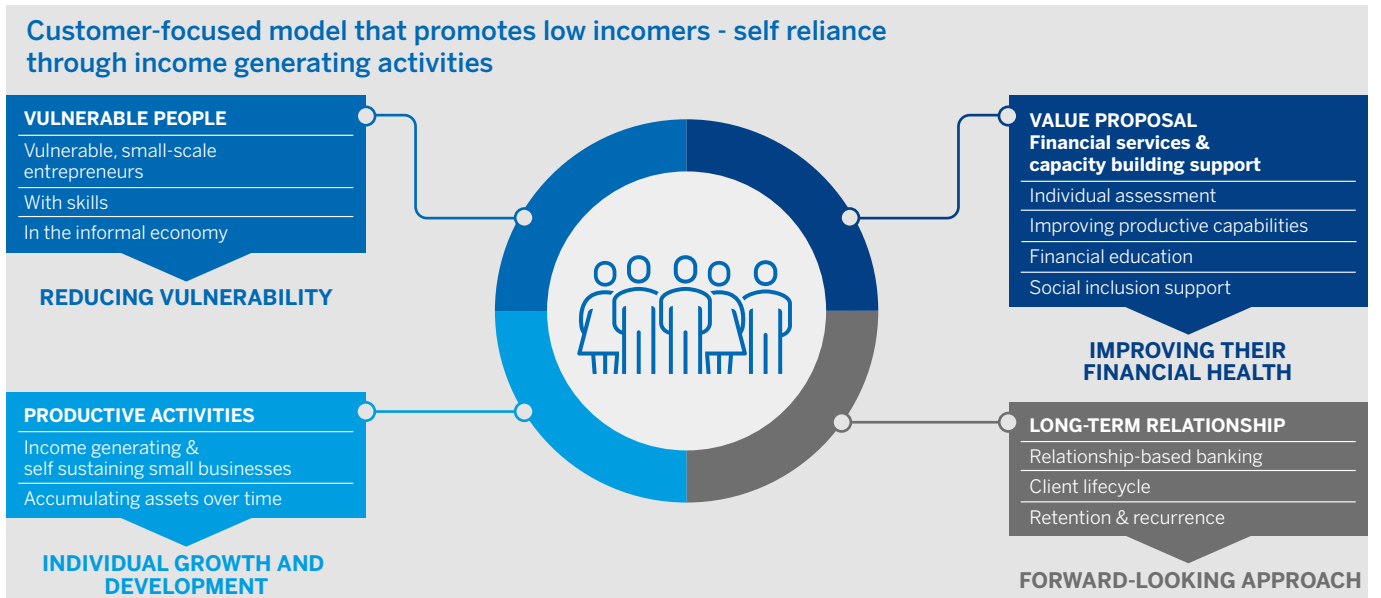 Customer-focused model that promotes low incomers - self reliance
through income generating activities
VULNERABLE PEOPLE
Vulnerable, small-scale
entrepreneurs
With skills
In the informal economy
REDUCING VULNERABILITY
VALUE PROPOSAL
Financial services &
capacity building support
Individual assessment
Improving productive capabilities
Financial education
Social inclusion support
IMPROVING THEIR
FINANCIAL HEALTH
PRODUCTIVE ACTIVITIES
Income generating &
self sustaining small businesses
Accumulating assets over time
INDIVIDUAL GROWTH AND
DEVELOPMENT
LONG-TERM RELATIONSHIP
Relationship-based banking
Client lifecycle
Retention & recurrence
FORWARD-LOOKING APPROACH